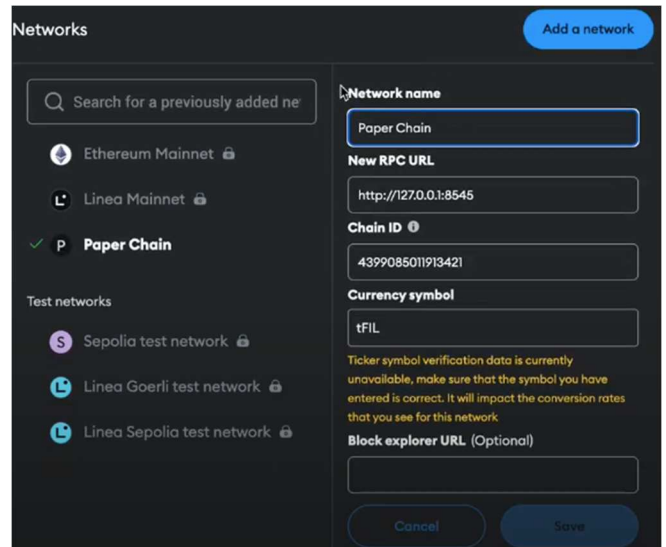 Networks
Add a network
Search for a previously added ne
Ethereum Mainnet
Linea Mainnet
P Paper Chain
Test networks
S Sepolia test network
L Linea Goerli test network
L Linea Sepolia test network
Network name
Paper Chain
New RPC URL
http://127.0.0.1:8545
Chain ID
4399085011913421
Currency symbol
tFIL
Ticker symbol verification data is currently
unavailable, make sure that the symbol you have
entered is correct. It will impact the conversion rates
that you see for this network
Block explorer URL (Optional)
Cancel
Save